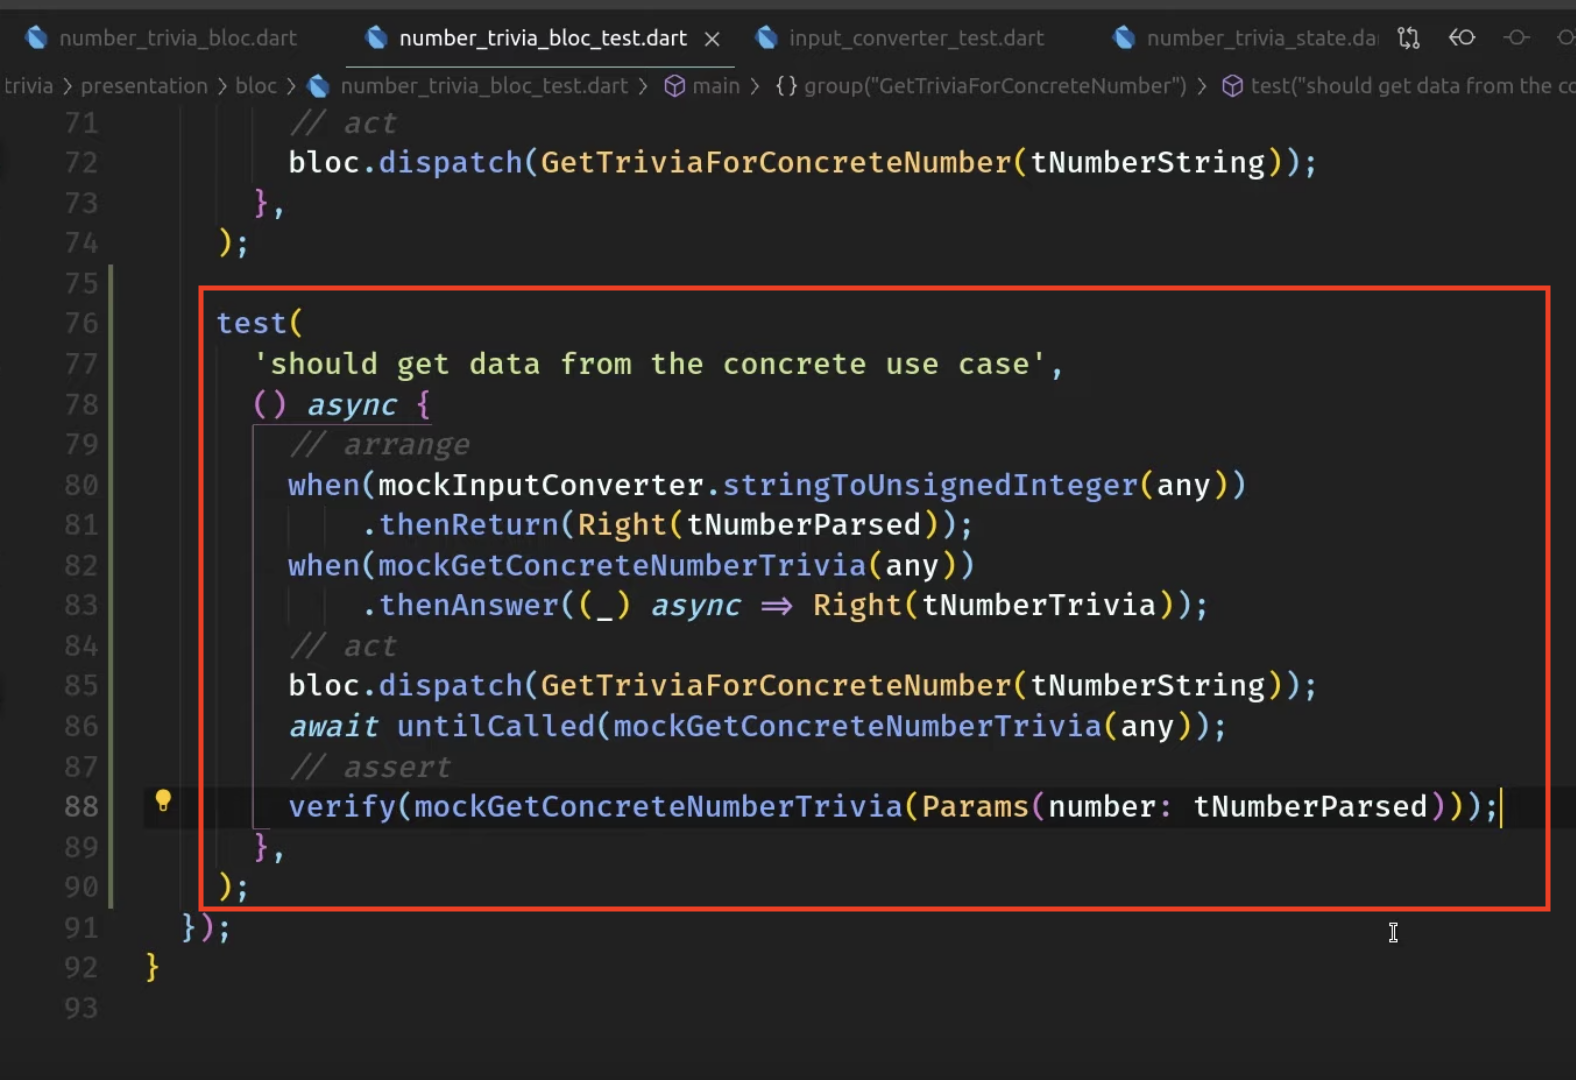 number_trivia_bloc.dart number_trivia_bloc_test.dart input_converter_test.dart number_trivia_state.da
trivia > presentation > bloc > number_trivia_bloc_test.dart > main > {} group("GetTriviaForConcreteNumber") > test("should get data from the co
71 // act
72 bloc.dispatch(GetTriviaForConcreteNumber(tNumberString));
73 },
74 );
75
76 test(
77 'should get data from the concrete use case',
78 () async {
79 // arrange
80 when(mockInputConverter.stringToUnsignedInteger(any))
81 .thenReturn(Right(tNumberParsed));
82 when(mockGetConcreteNumberTrivia(any))
83 .thenAnswer((_) async => Right(tNumberTrivia));
84 // act
85 bloc.dispatch(GetTriviaForConcreteNumber(tNumberString));
86 await untilCalled(mockGetConcreteNumberTrivia(any));
87 // assert
88 verify(mockGetConcreteNumberTrivia(Params(number: tNumberParsed)));
89 },
90 );
91 });
92 }
93